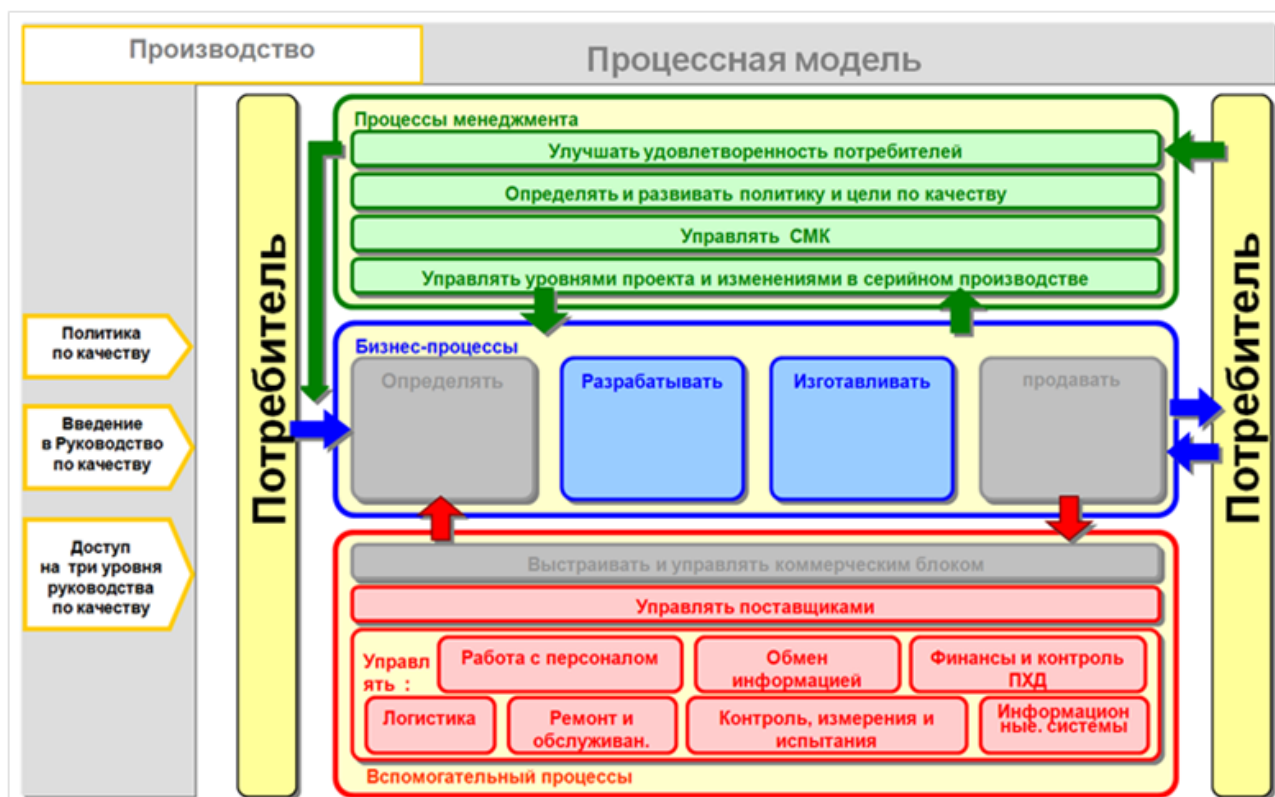 Производство
Процессная модель
Политика
по качеству
Введение
в Руководство
по качеству
Доступ
на три уровня
руководства
по качеству
Потребитель
Процессы менеджмента
Улучшать удовлетворенность потребителей
Определять и развивать политику и цели по качеству
Управлять СМК
Управлять уровнями проекта и изменениями в серийном производстве
Бизнес-процессы
Определять
Разрабатывать
Изготавливать
продавать
Выстраивать и управлять коммерческим блоком
Управлять поставщиками
Управл
ять :
Работа с персоналом
Обмен
информацией
Финансы и контроль
ПХД
Логистика
Ремонт и
обслуживан.
Контроль, измерения и
испытания
Информацион
ные. системы
Вспомогательный процессы
Потребитель